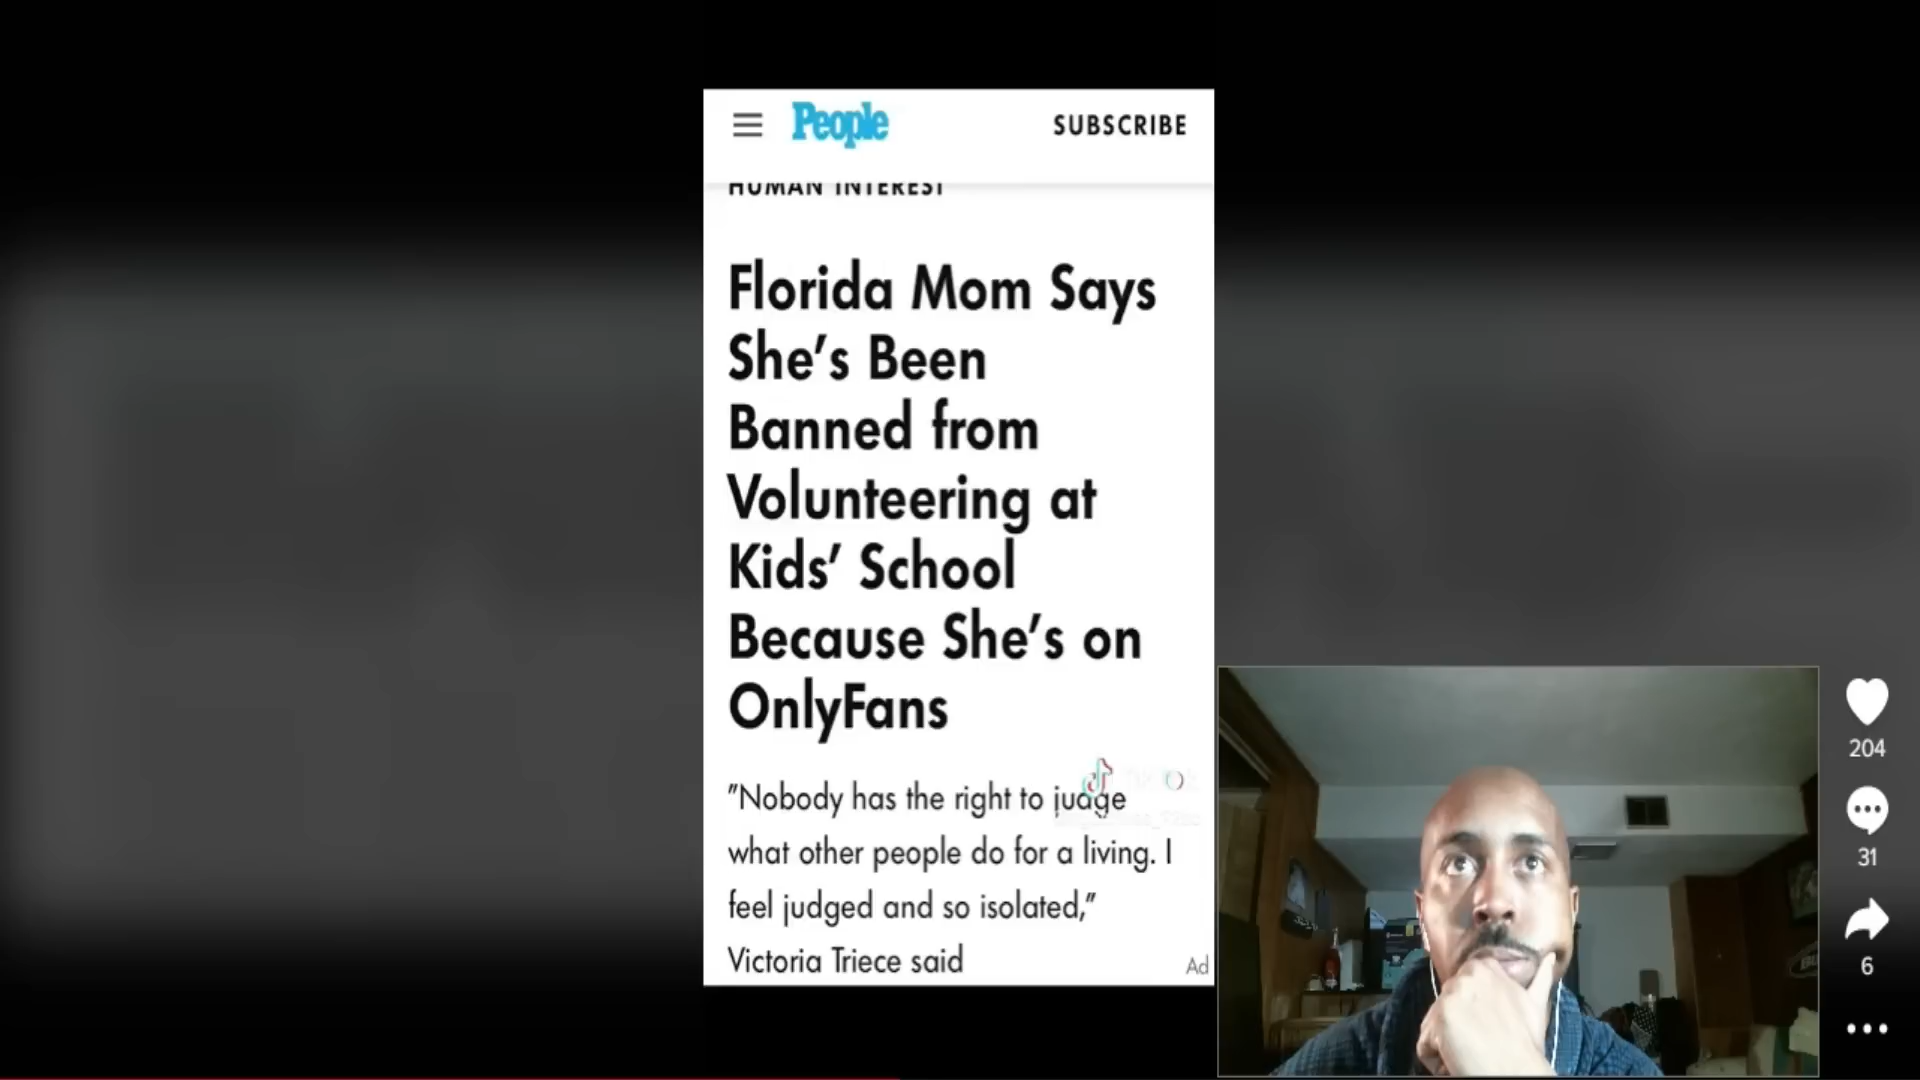 People
SUBSCRIBE
HUMAN INTEREST
Florida Mom Says
She's Been
Banned from
Volunteering at
Kids' School
Because She's on
OnlyFans
"Nobody has the right to judge
what other people do for a living. I
feel judged and so isolated,"
Victoria Triece said
Ad
204
31
6